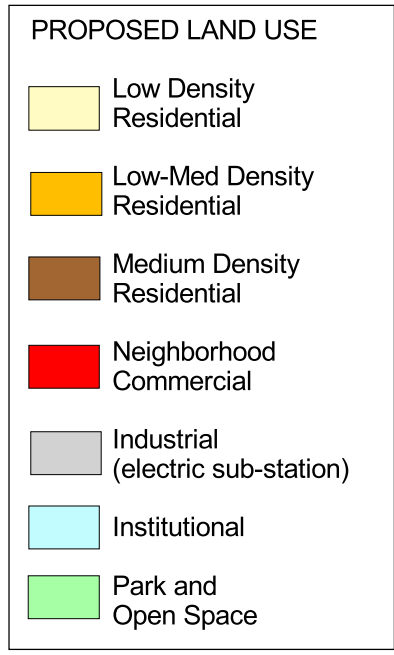 PROPOSED LAND USE
Low Density
Residential
Low-Med Density
Residential
Medium Density
Residential
Neighborhood
Commercial
Industrial
(electric sub-station)
Institutional
Park and
Open Space